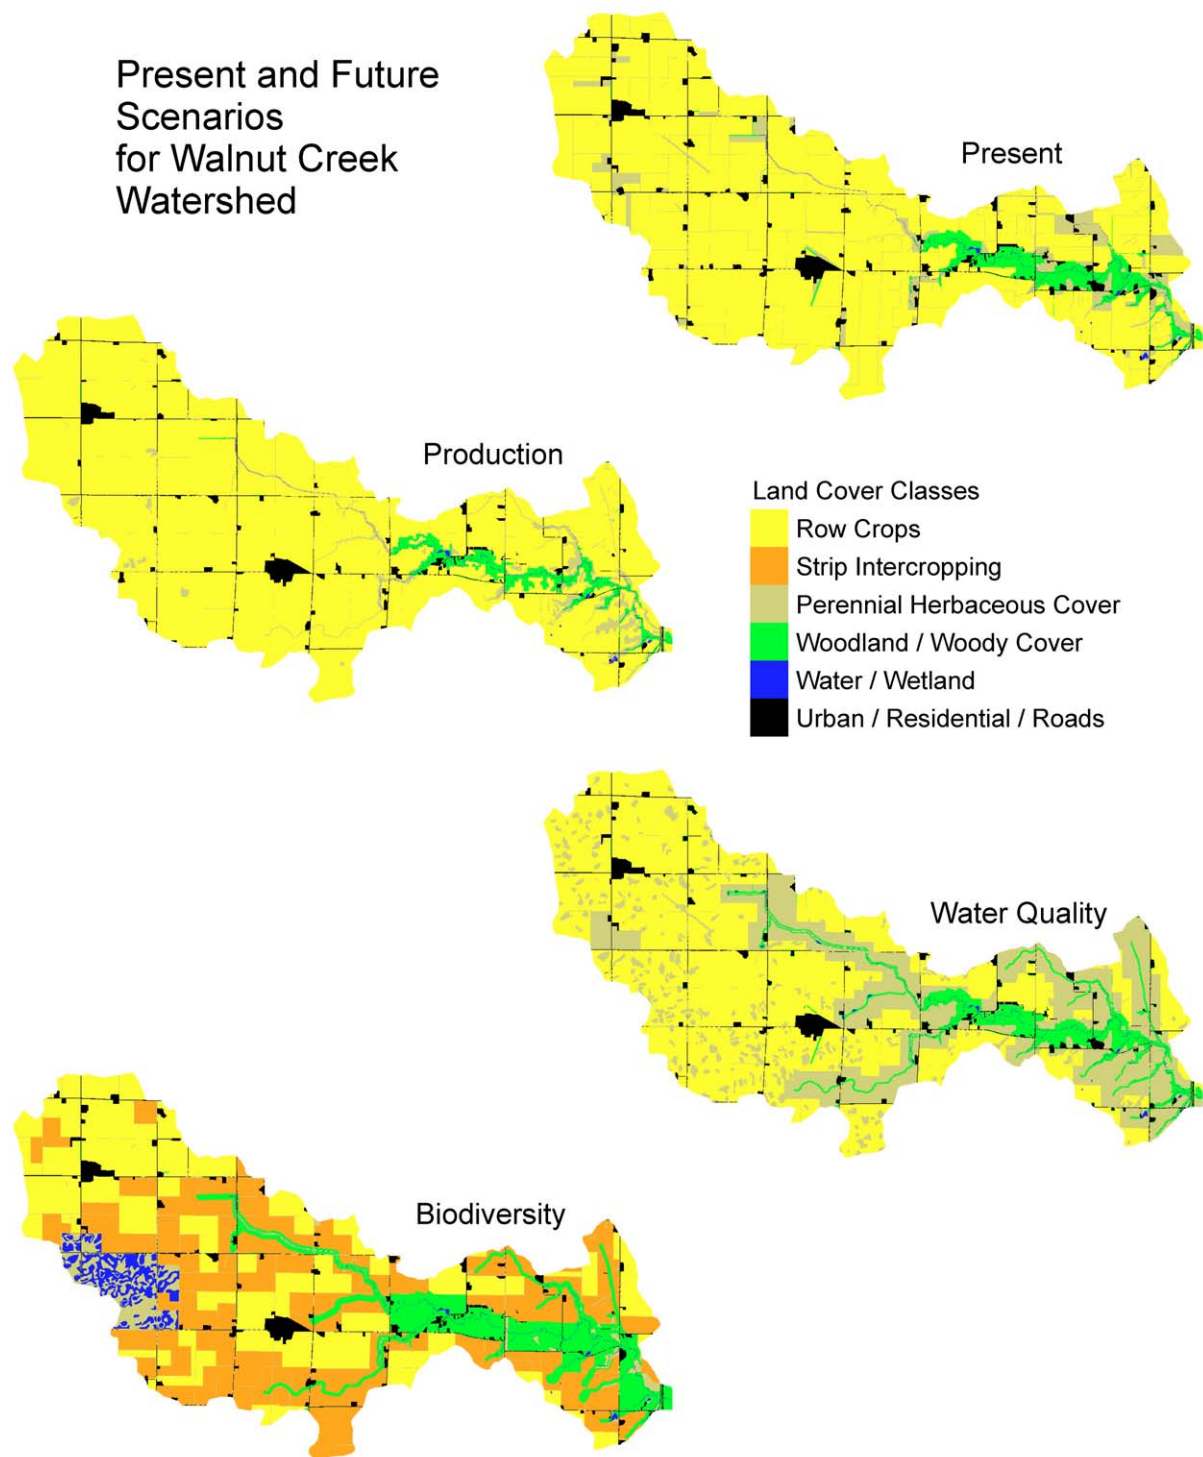 Present and Future
Scenarios
for Walnut Creek
Watershed
Present
Production
Land Cover Classes
Row Crops
Strip Intercropping
Perennial Herbaceous Cover
Woodland / Woody Cover
Water / Wetland
Urban / Residential / Roads
Water Quality
Biodiversity